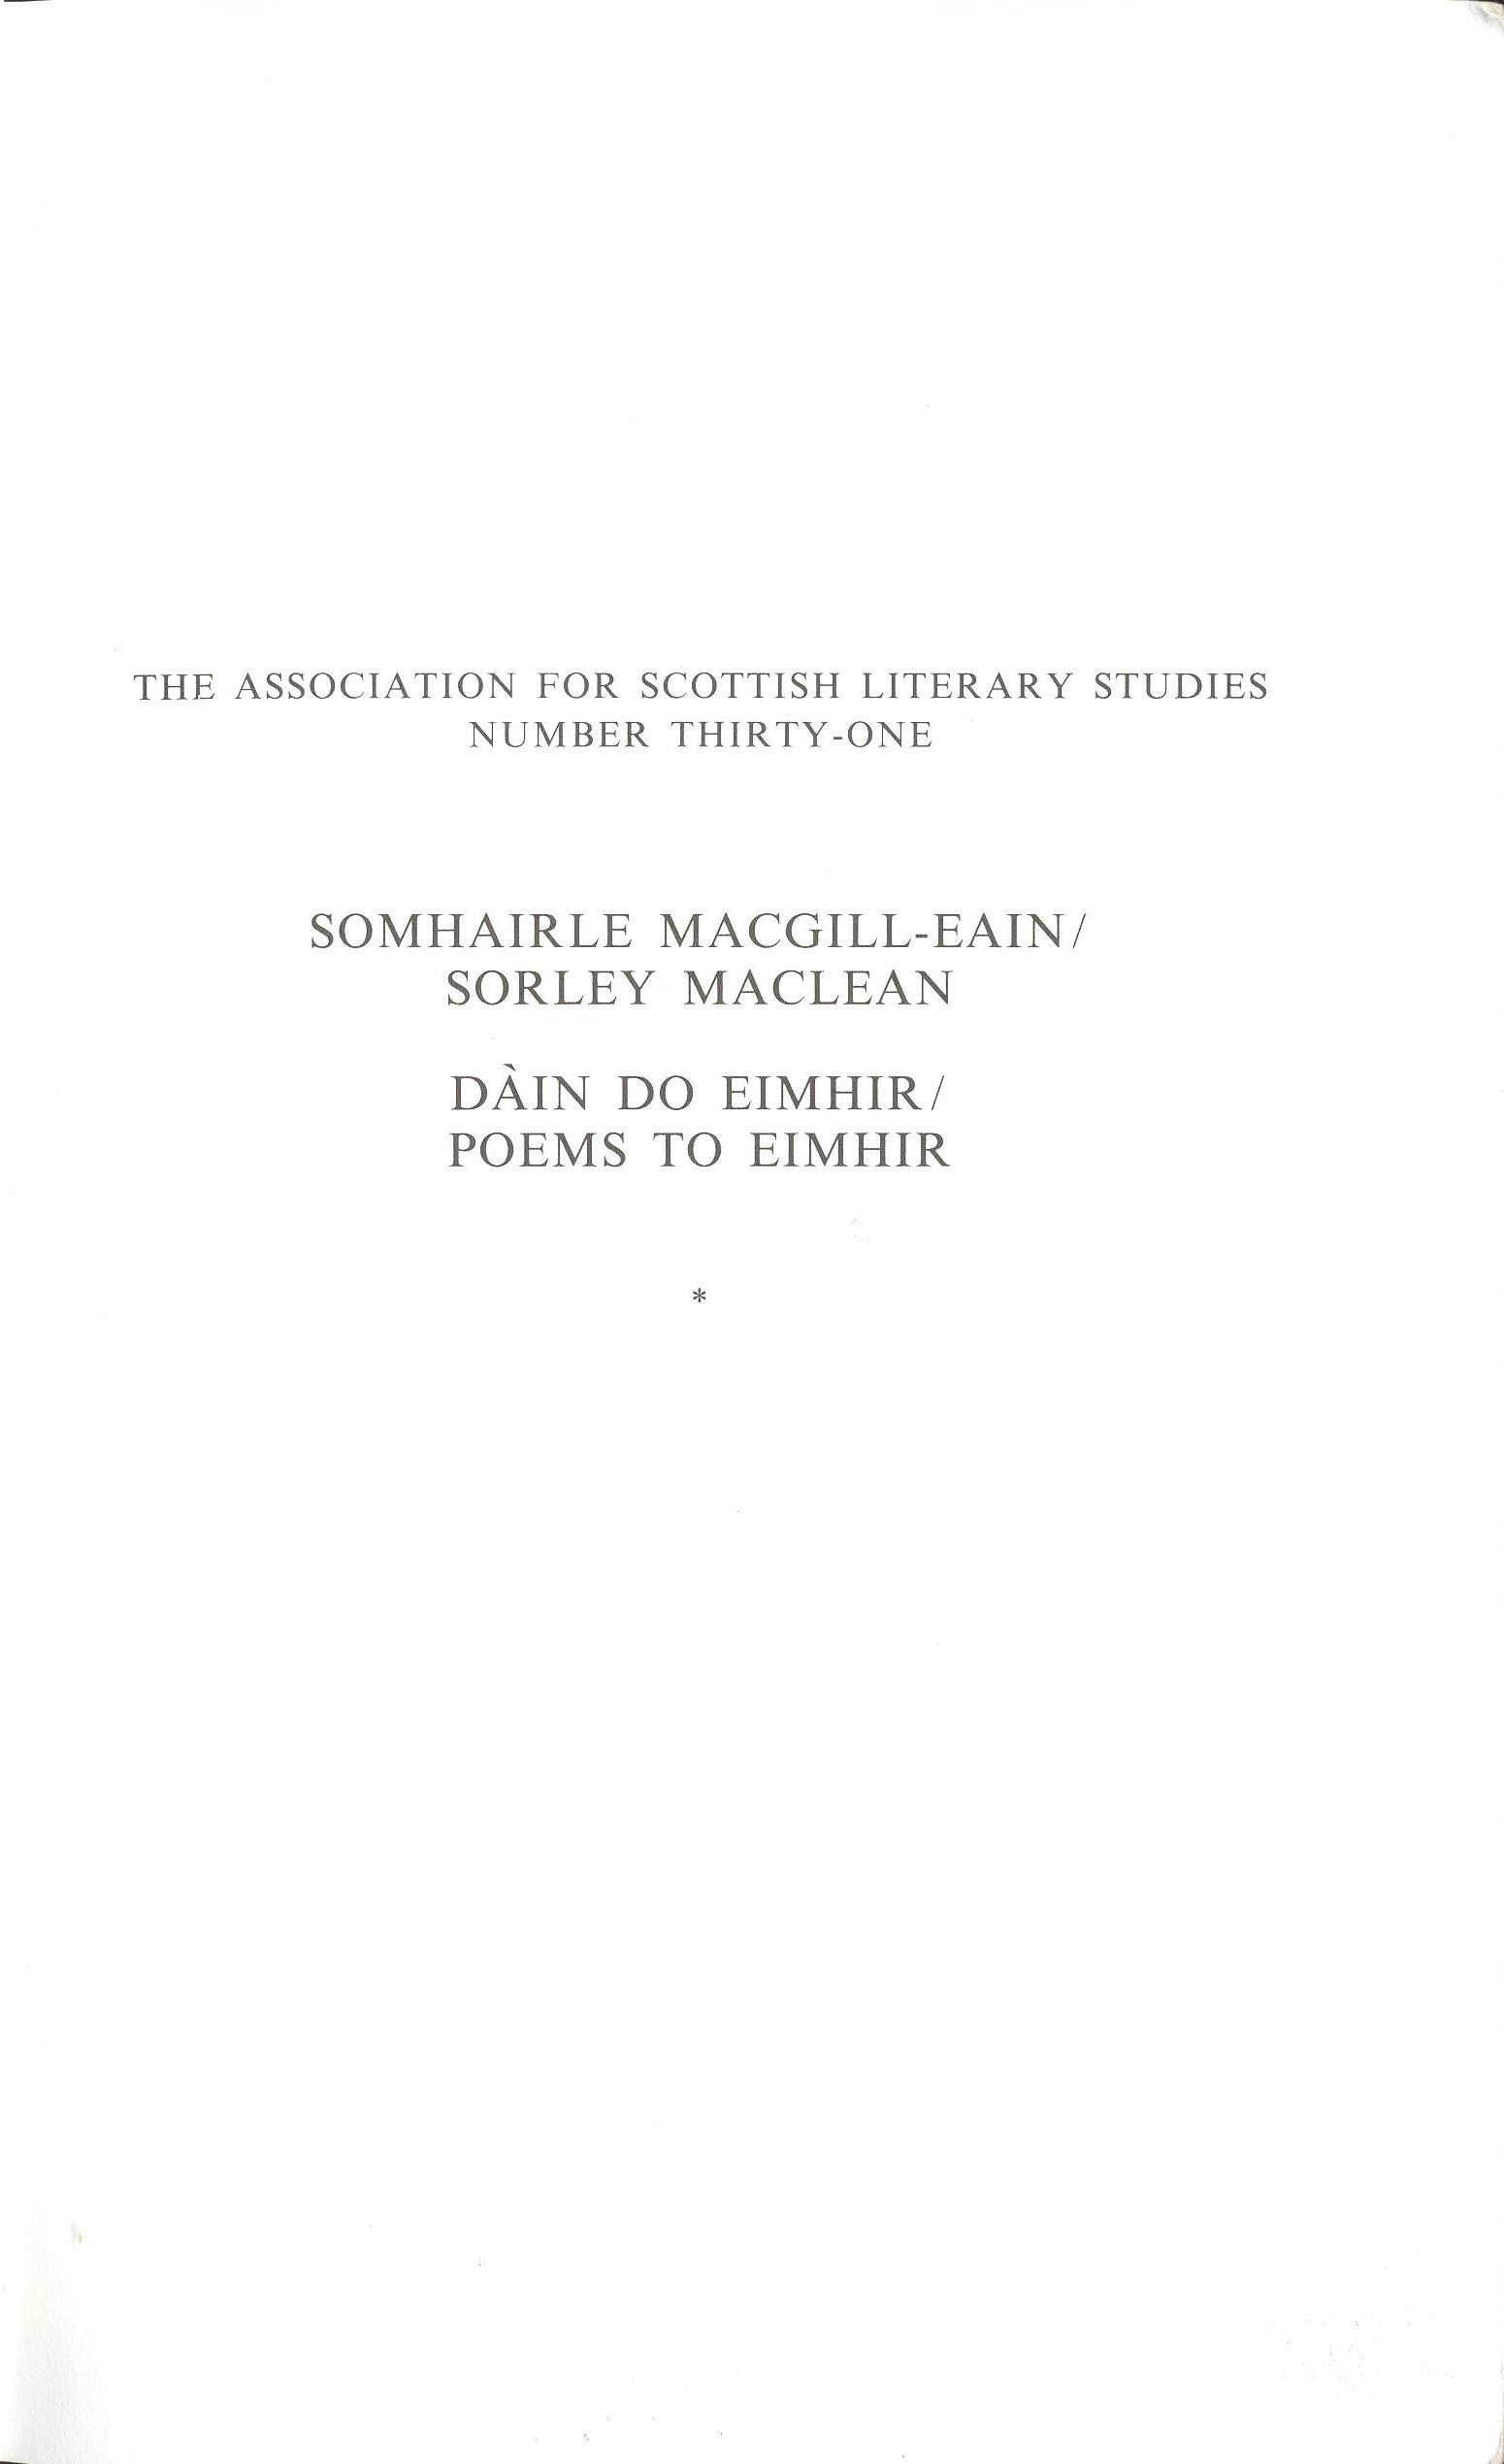 THE ASSOCIATION FOR SCOTTISH LITERARY STUDIES
NUMBER THIRTY-ONE
SOMHAIRLE MACGILL-EAIN/
SORLEY MACLEAN
DÀIN DO EIMHIR/
POEMS TO EIMHIR
*